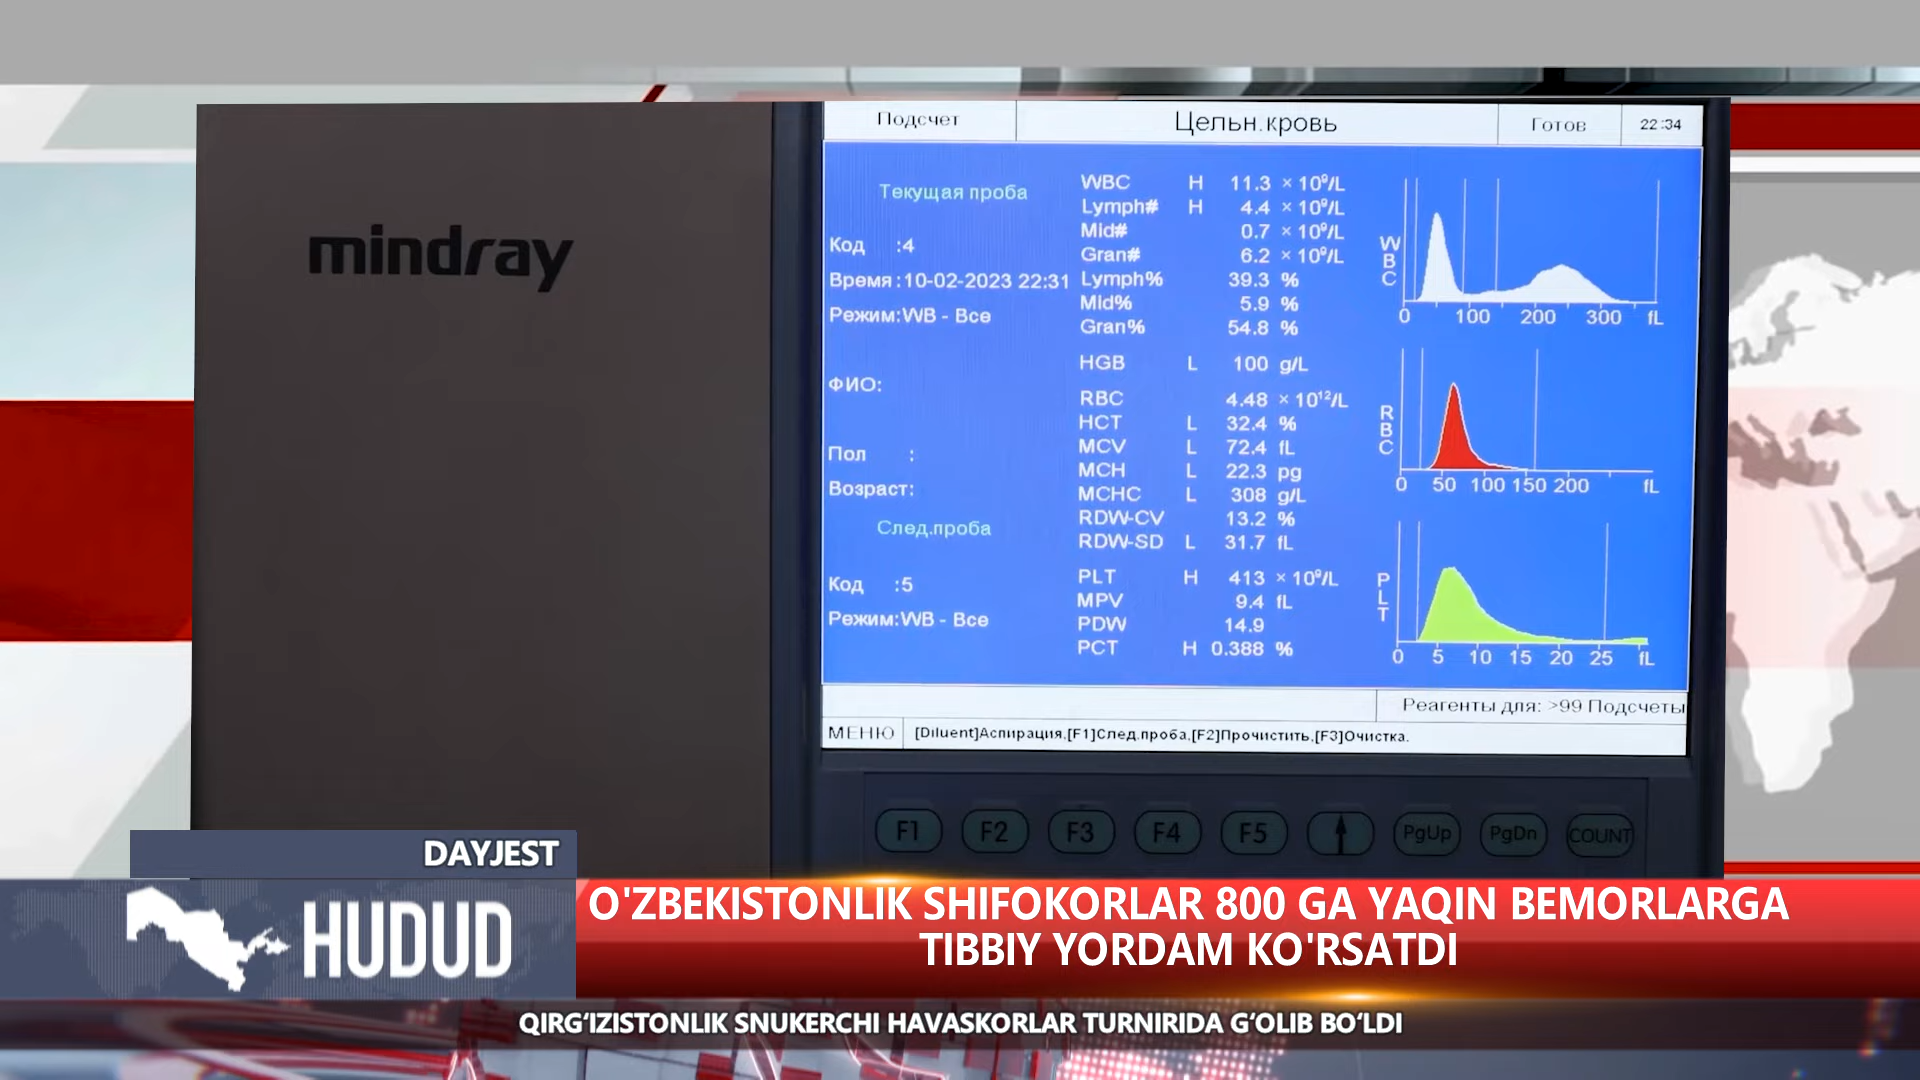 mindray
Подсчет Цельн.кровь Готов 22:34
Текущая проба
Код :4
Время :10-02-2023 22:31
Режим:WB - Все
ФИО:
Пол :
Возраст:
След.проба
Код :5
Режим:WB - Все
WBC H 11.3 × 10⁹/L
Lymph# H 4.4 × 10⁹/L
Mid# 0.7 × 10⁹/L
Gran# 6.2 × 10⁹/L
Lymph% 39.3 %
Mid% 5.9 %
Gran% 54.8 %
HGB L 100 g/L
RBC 4.48 × 10¹²/L
HCT L 32.4 %
MCV L 72.4 fL
MCH L 22.3 pg
MCHC L 308 g/L
RDW-CV 13.2 %
RDW-SD L 31.7 fL
PLT H 413 × 10⁹/L
MPV 9.4 fL
PDW 14.9
PCT H 0.388 %
WBC
0 100 200 300 fL
RBC
0 50 100 150 200 fL
PLT
0 5 10 15 20 25 fL
Реагенты для: >99 Подсчеты
МЕНЮ [Diluent]Аспирация,[F1]След.проба,[F2]Прочистить,[F3]Очистка.
F1 F2 F3 F4 F5 PgUp PgDn COUNT
DAYJEST
HUDUD
O'ZBEKISTONLIK SHIFOKORLAR 800 GA YAQIN BEMORLARGA
TIBBIY YORDAM KO'RSATDI
QIRG‘IZISTONLIK SNUKERCHI HAVASKORLAR TURNIRIDA G‘OLIB BO‘LDI